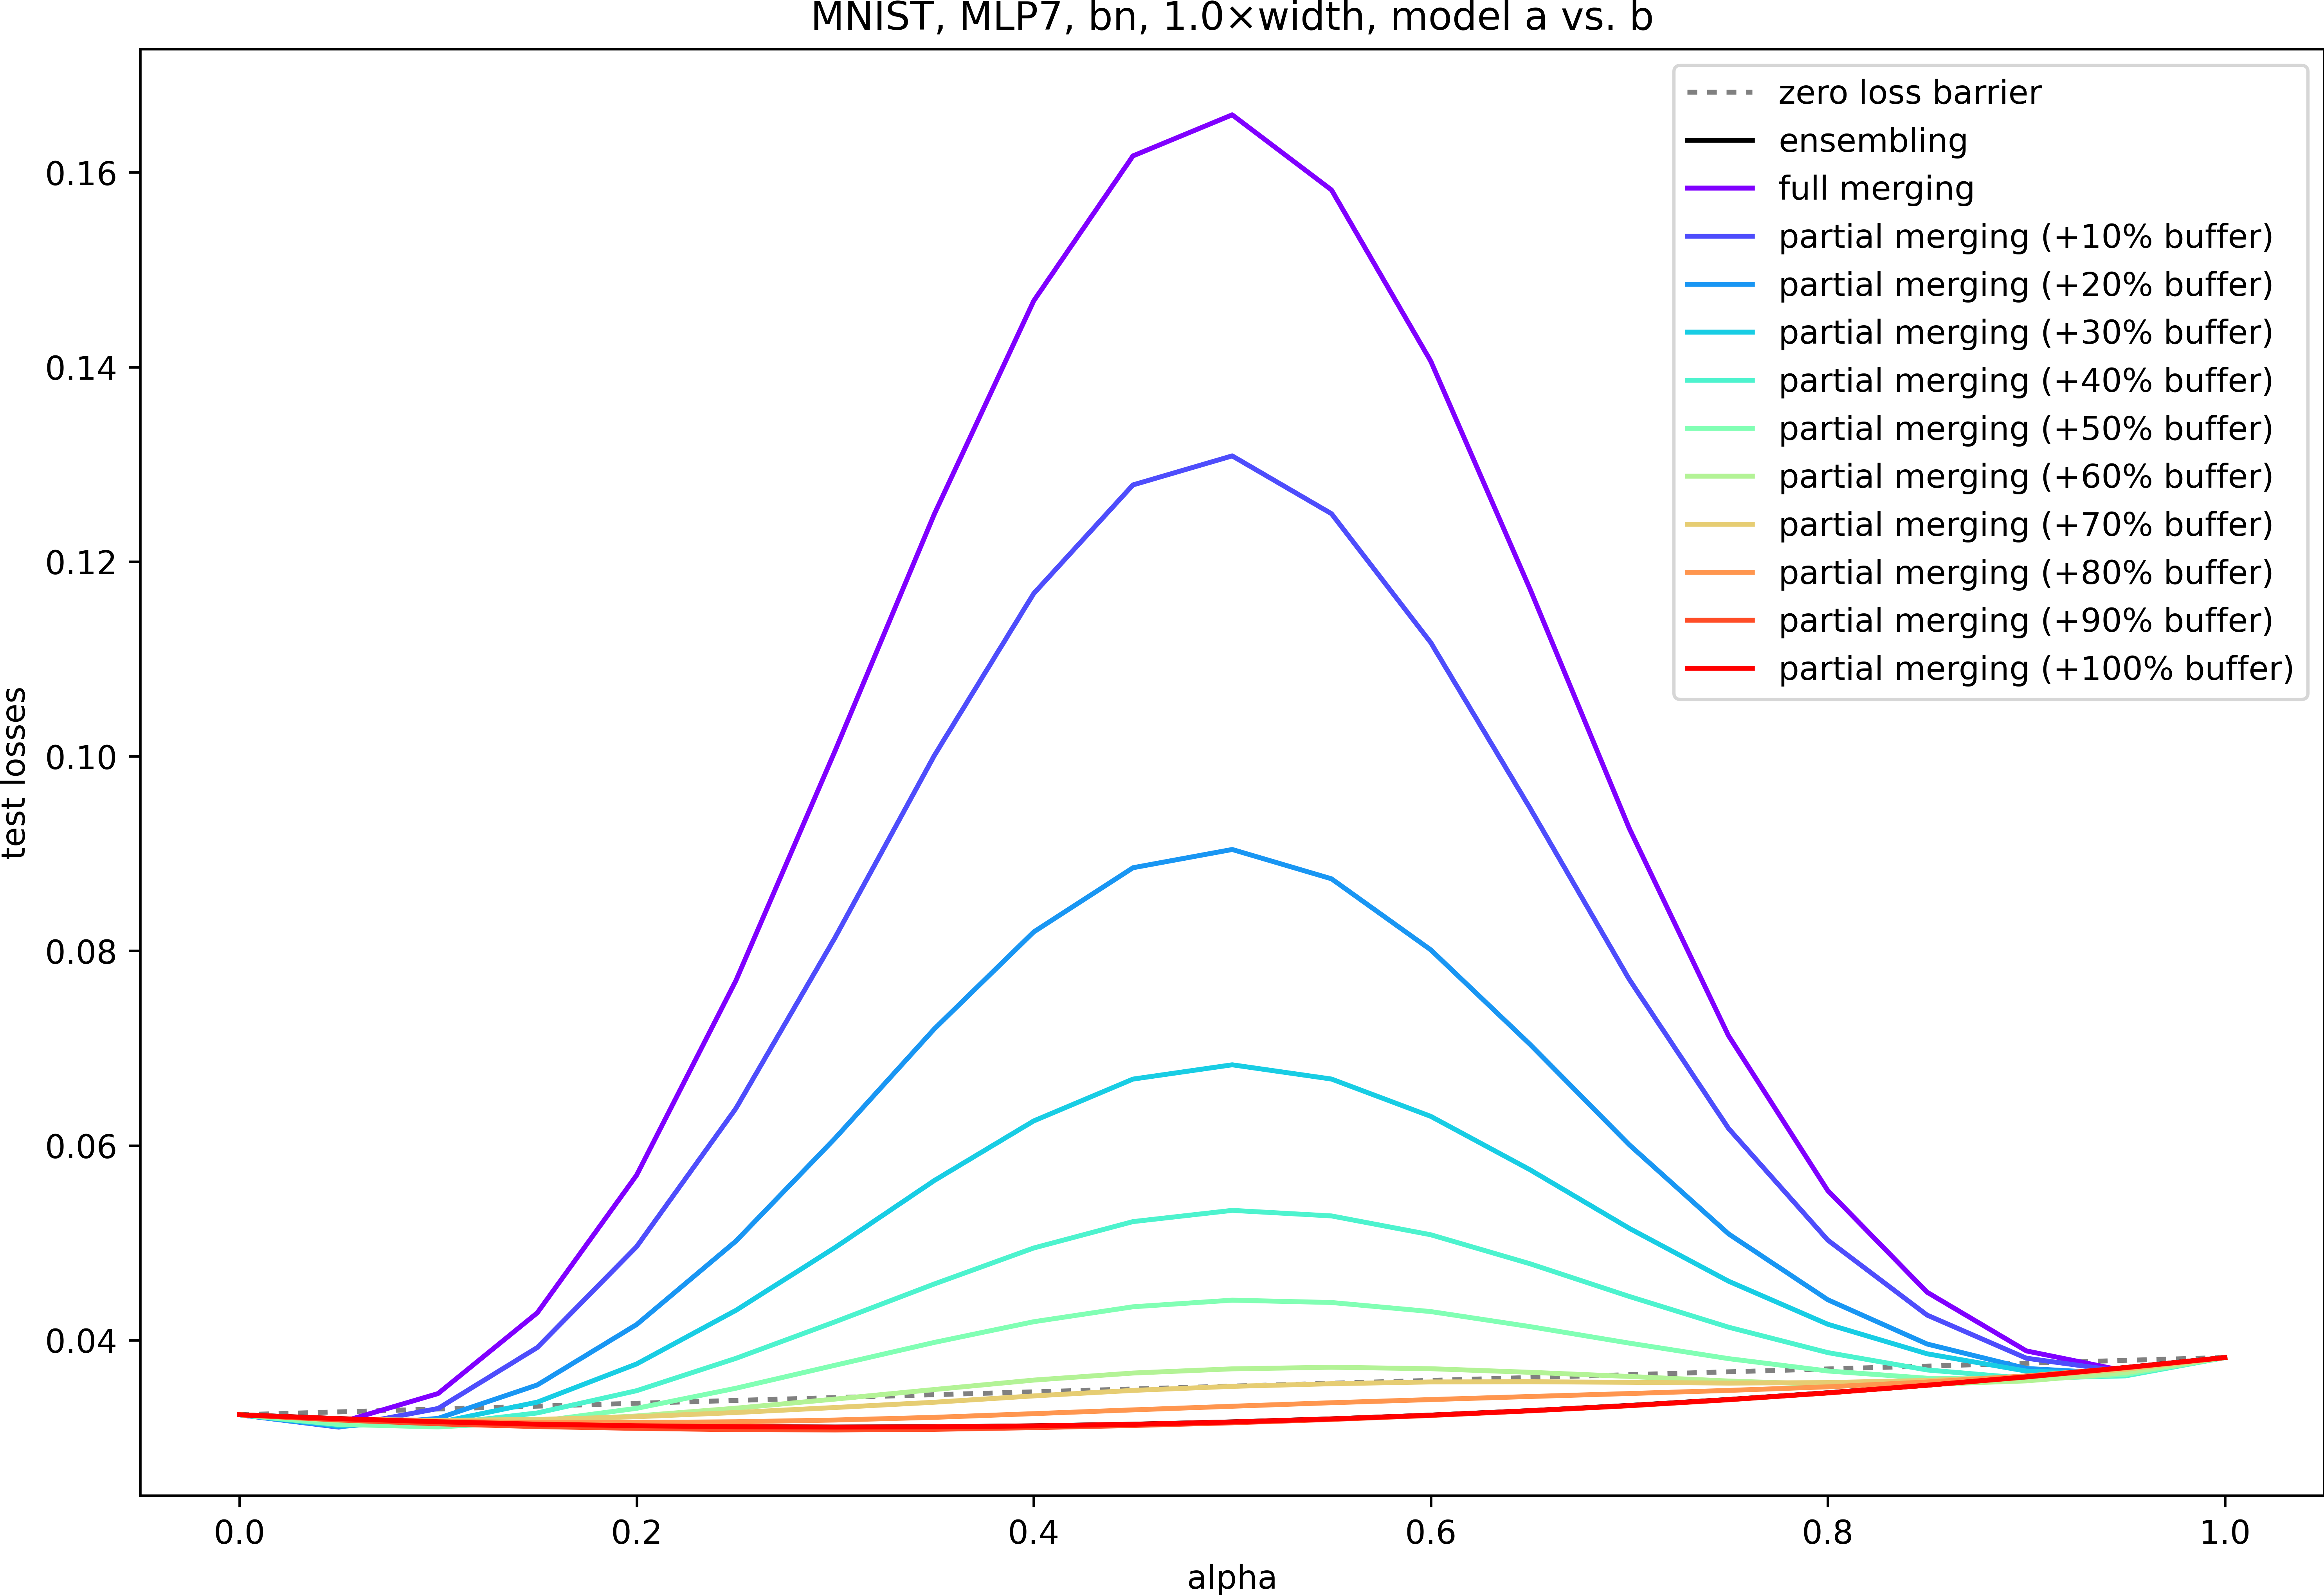 MNIST, MLP7, bn, 1.0×width, model a vs. b
zero loss barrier
ensembling
full merging
partial merging (+10% buffer)
partial merging (+20% buffer)
partial merging (+30% buffer)
partial merging (+40% buffer)
partial merging (+50% buffer)
partial merging (+60% buffer)
partial merging (+70% buffer)
partial merging (+80% buffer)
partial merging (+90% buffer)
partial merging (+100% buffer)
test losses
0.16
0.14
0.12
0.10
0.08
0.06
0.04
0.0 0.2 0.4 0.6 0.8 1.0
alpha